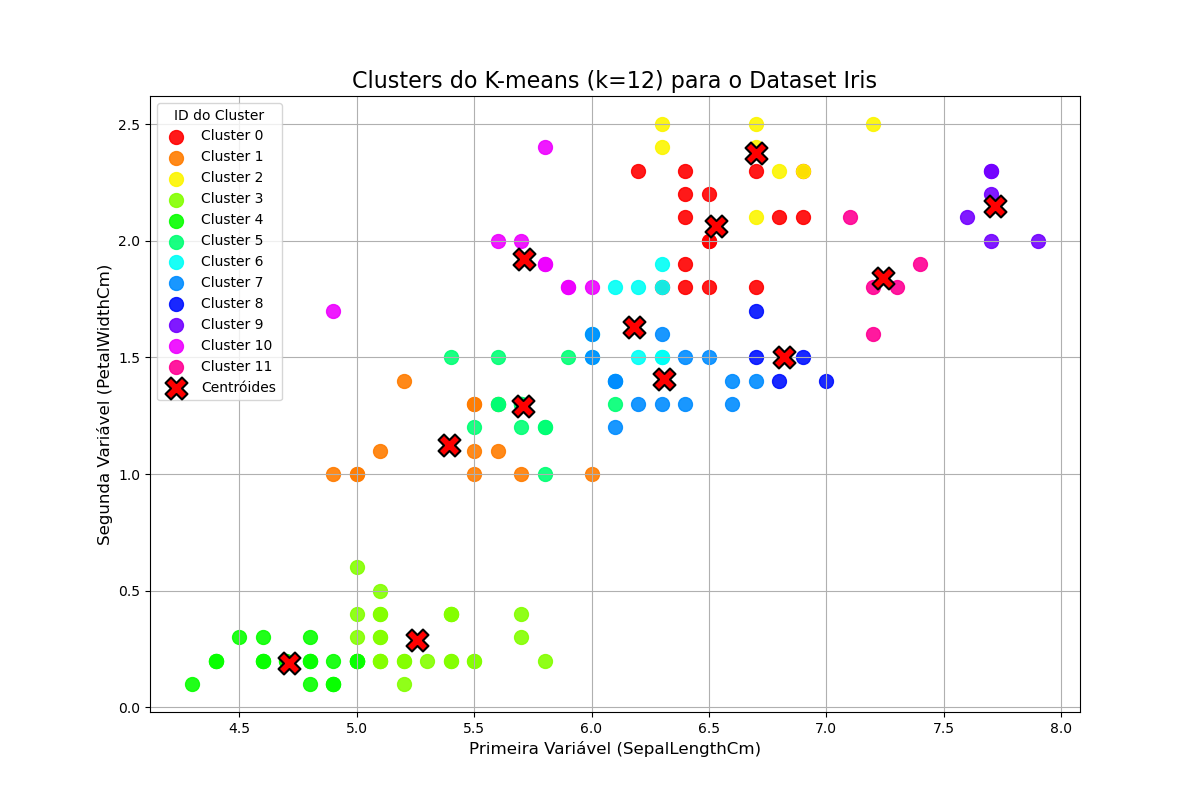 Clusters do K-means (k=12) para o Dataset Iris
ID do Cluster
Cluster 0
Cluster 1
Cluster 2
Cluster 3
Cluster 4
Cluster 5
Cluster 6
Cluster 7
Cluster 8
Cluster 9
Cluster 10
Cluster 11
Centróides
Segunda Variável (PetalWidthCm)
2.5
2.0
1.5
1.0
0.5
0.0
4.5 5.0 5.5 6.0 6.5 7.0 7.5 8.0
Primeira Variável (SepalLengthCm)